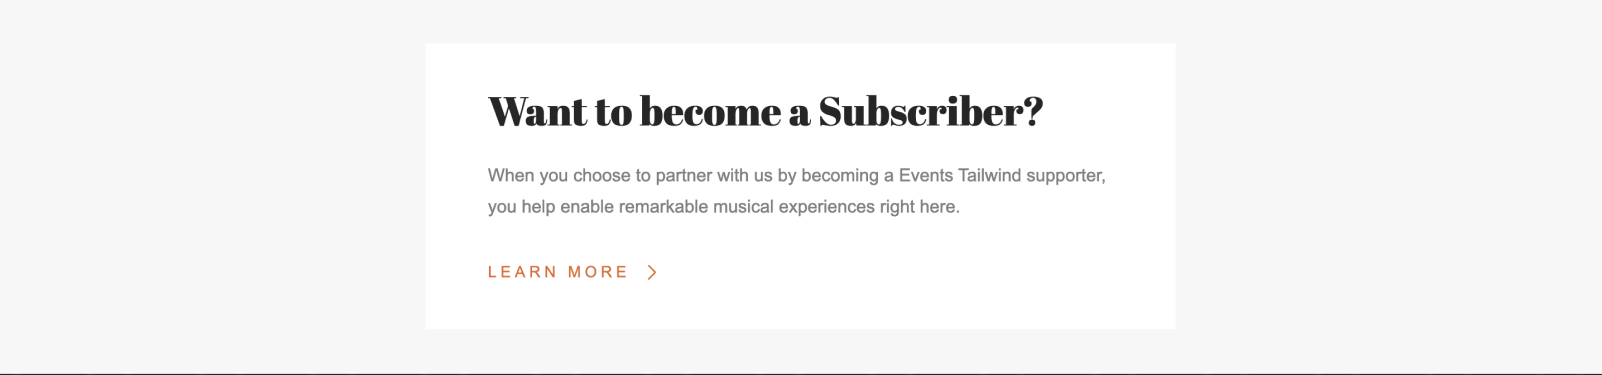 Want to become a Subscriber?
When you choose to partner with us by becoming a Events Tailwind supporter,
you help enable remarkable musical experiences right here.
LEARN MORE